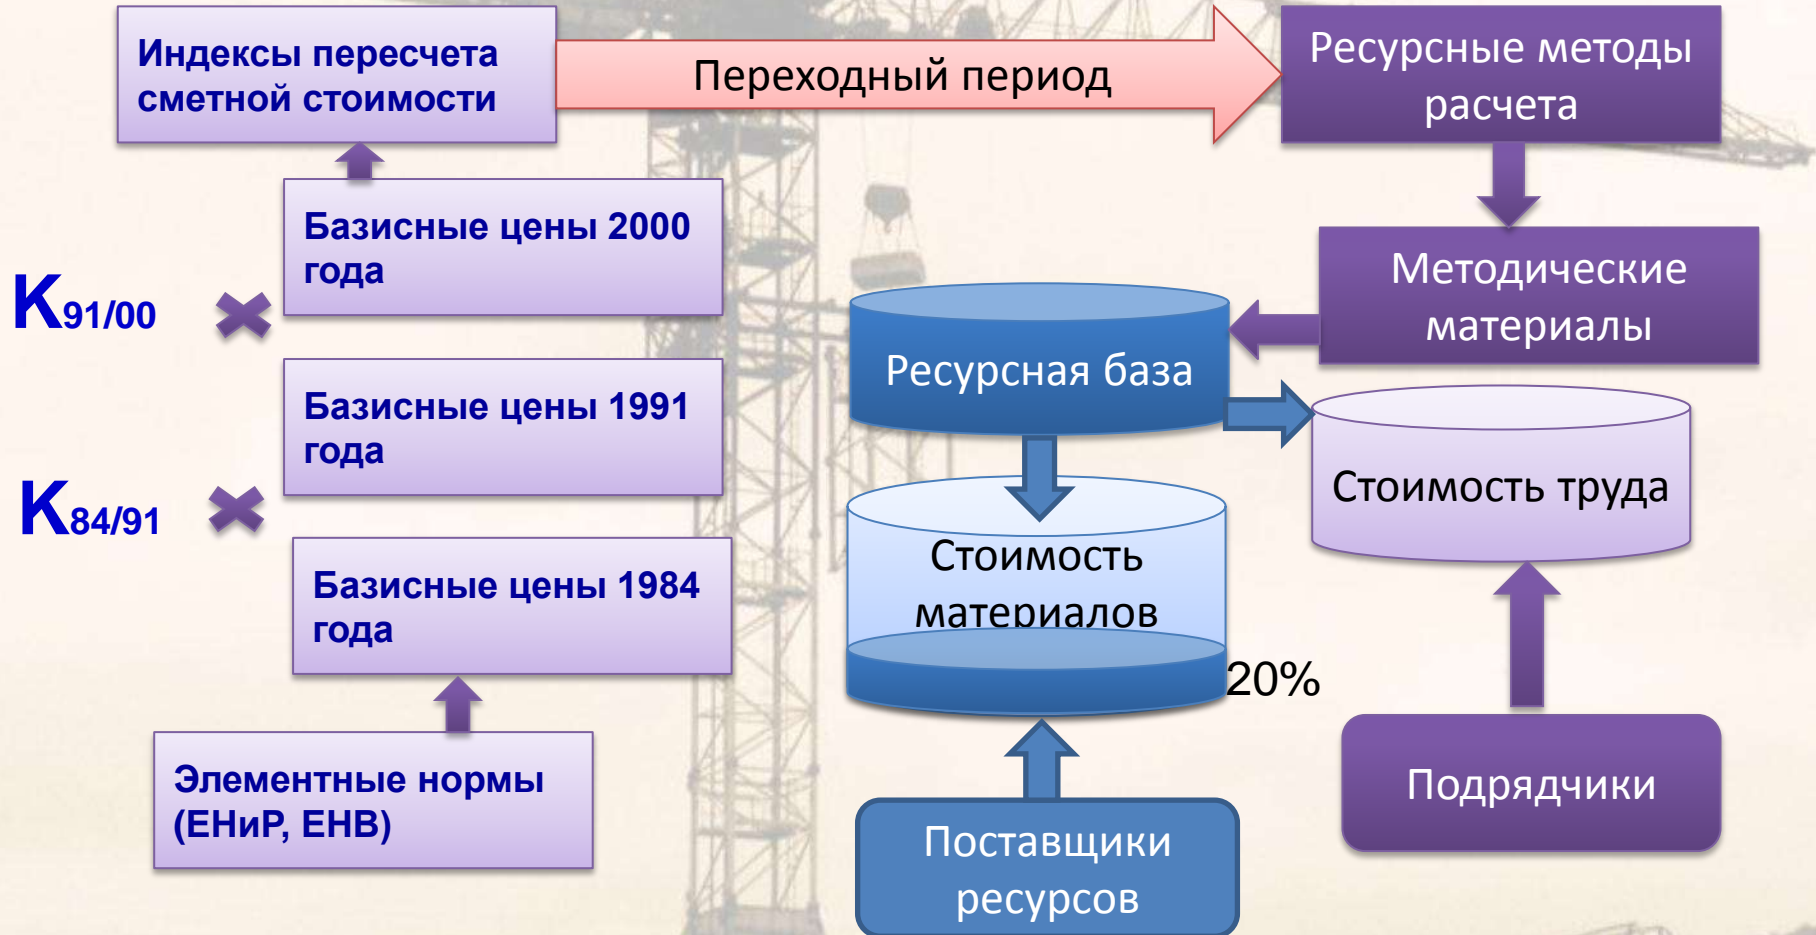 Индексы пересчета
сметной стоимости
Переходный период
Ресурсные методы
расчета
Базисные цены 2000
года
К91/00
Методические
материалы
Ресурсная база
Базисные цены 1991
года
К84/91
Стоимость труда
Стоимость
материалов
Базисные цены 1984
года
20%
Элементные нормы
(ЕНиР, ЕНВ)
Подрядчики
Поставщики
ресурсов